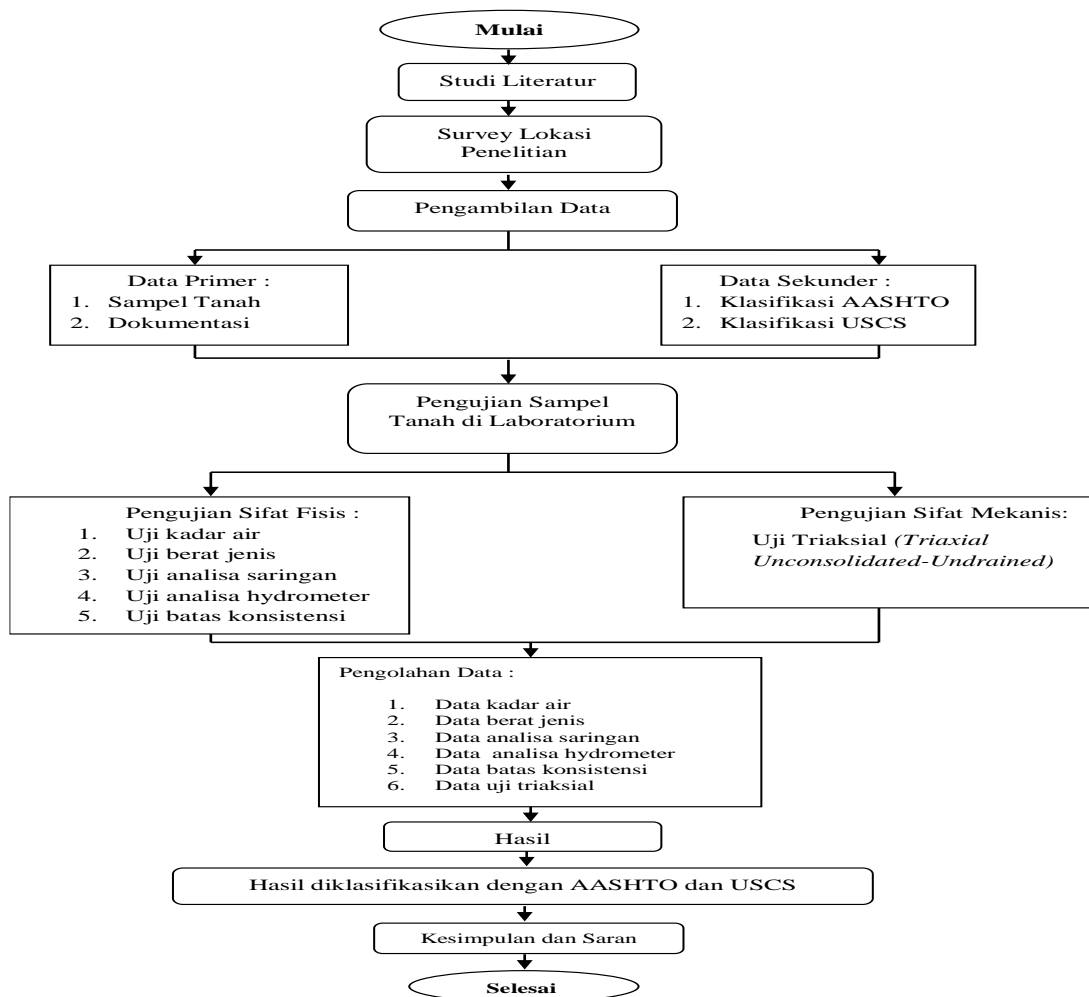 Mulai
Studi Literatur
Survey Lokasi
Penelitian
Pengambilan Data
Data Primer :
1. Sampel Tanah
2. Dokumentasi
Data Sekunder :
1. Klasifikasi AASHTO
2. Klasifikasi USCS
Pengujian Sampel
Tanah di Laboratorium
Pengujian Sifat Fisis :
1. Uji kadar air
2. Uji berat jenis
3. Uji analisa saringan
4. Uji analisa hydrometer
5. Uji batas konsistensi
Pengujian Sifat Mekanis:
Uji Triaksial (Triaxial
Unconsolidated-Undrained)
Pengolahan Data :
1. Data kadar air
2. Data berat jenis
3. Data analisa saringan
4. Data analisa hydrometer
5. Data batas konsistensi
6. Data uji triaksial
Hasil
Hasil diklasifikasikan dengan AASHTO dan USCS
Kesimpulan dan Saran
Selesai